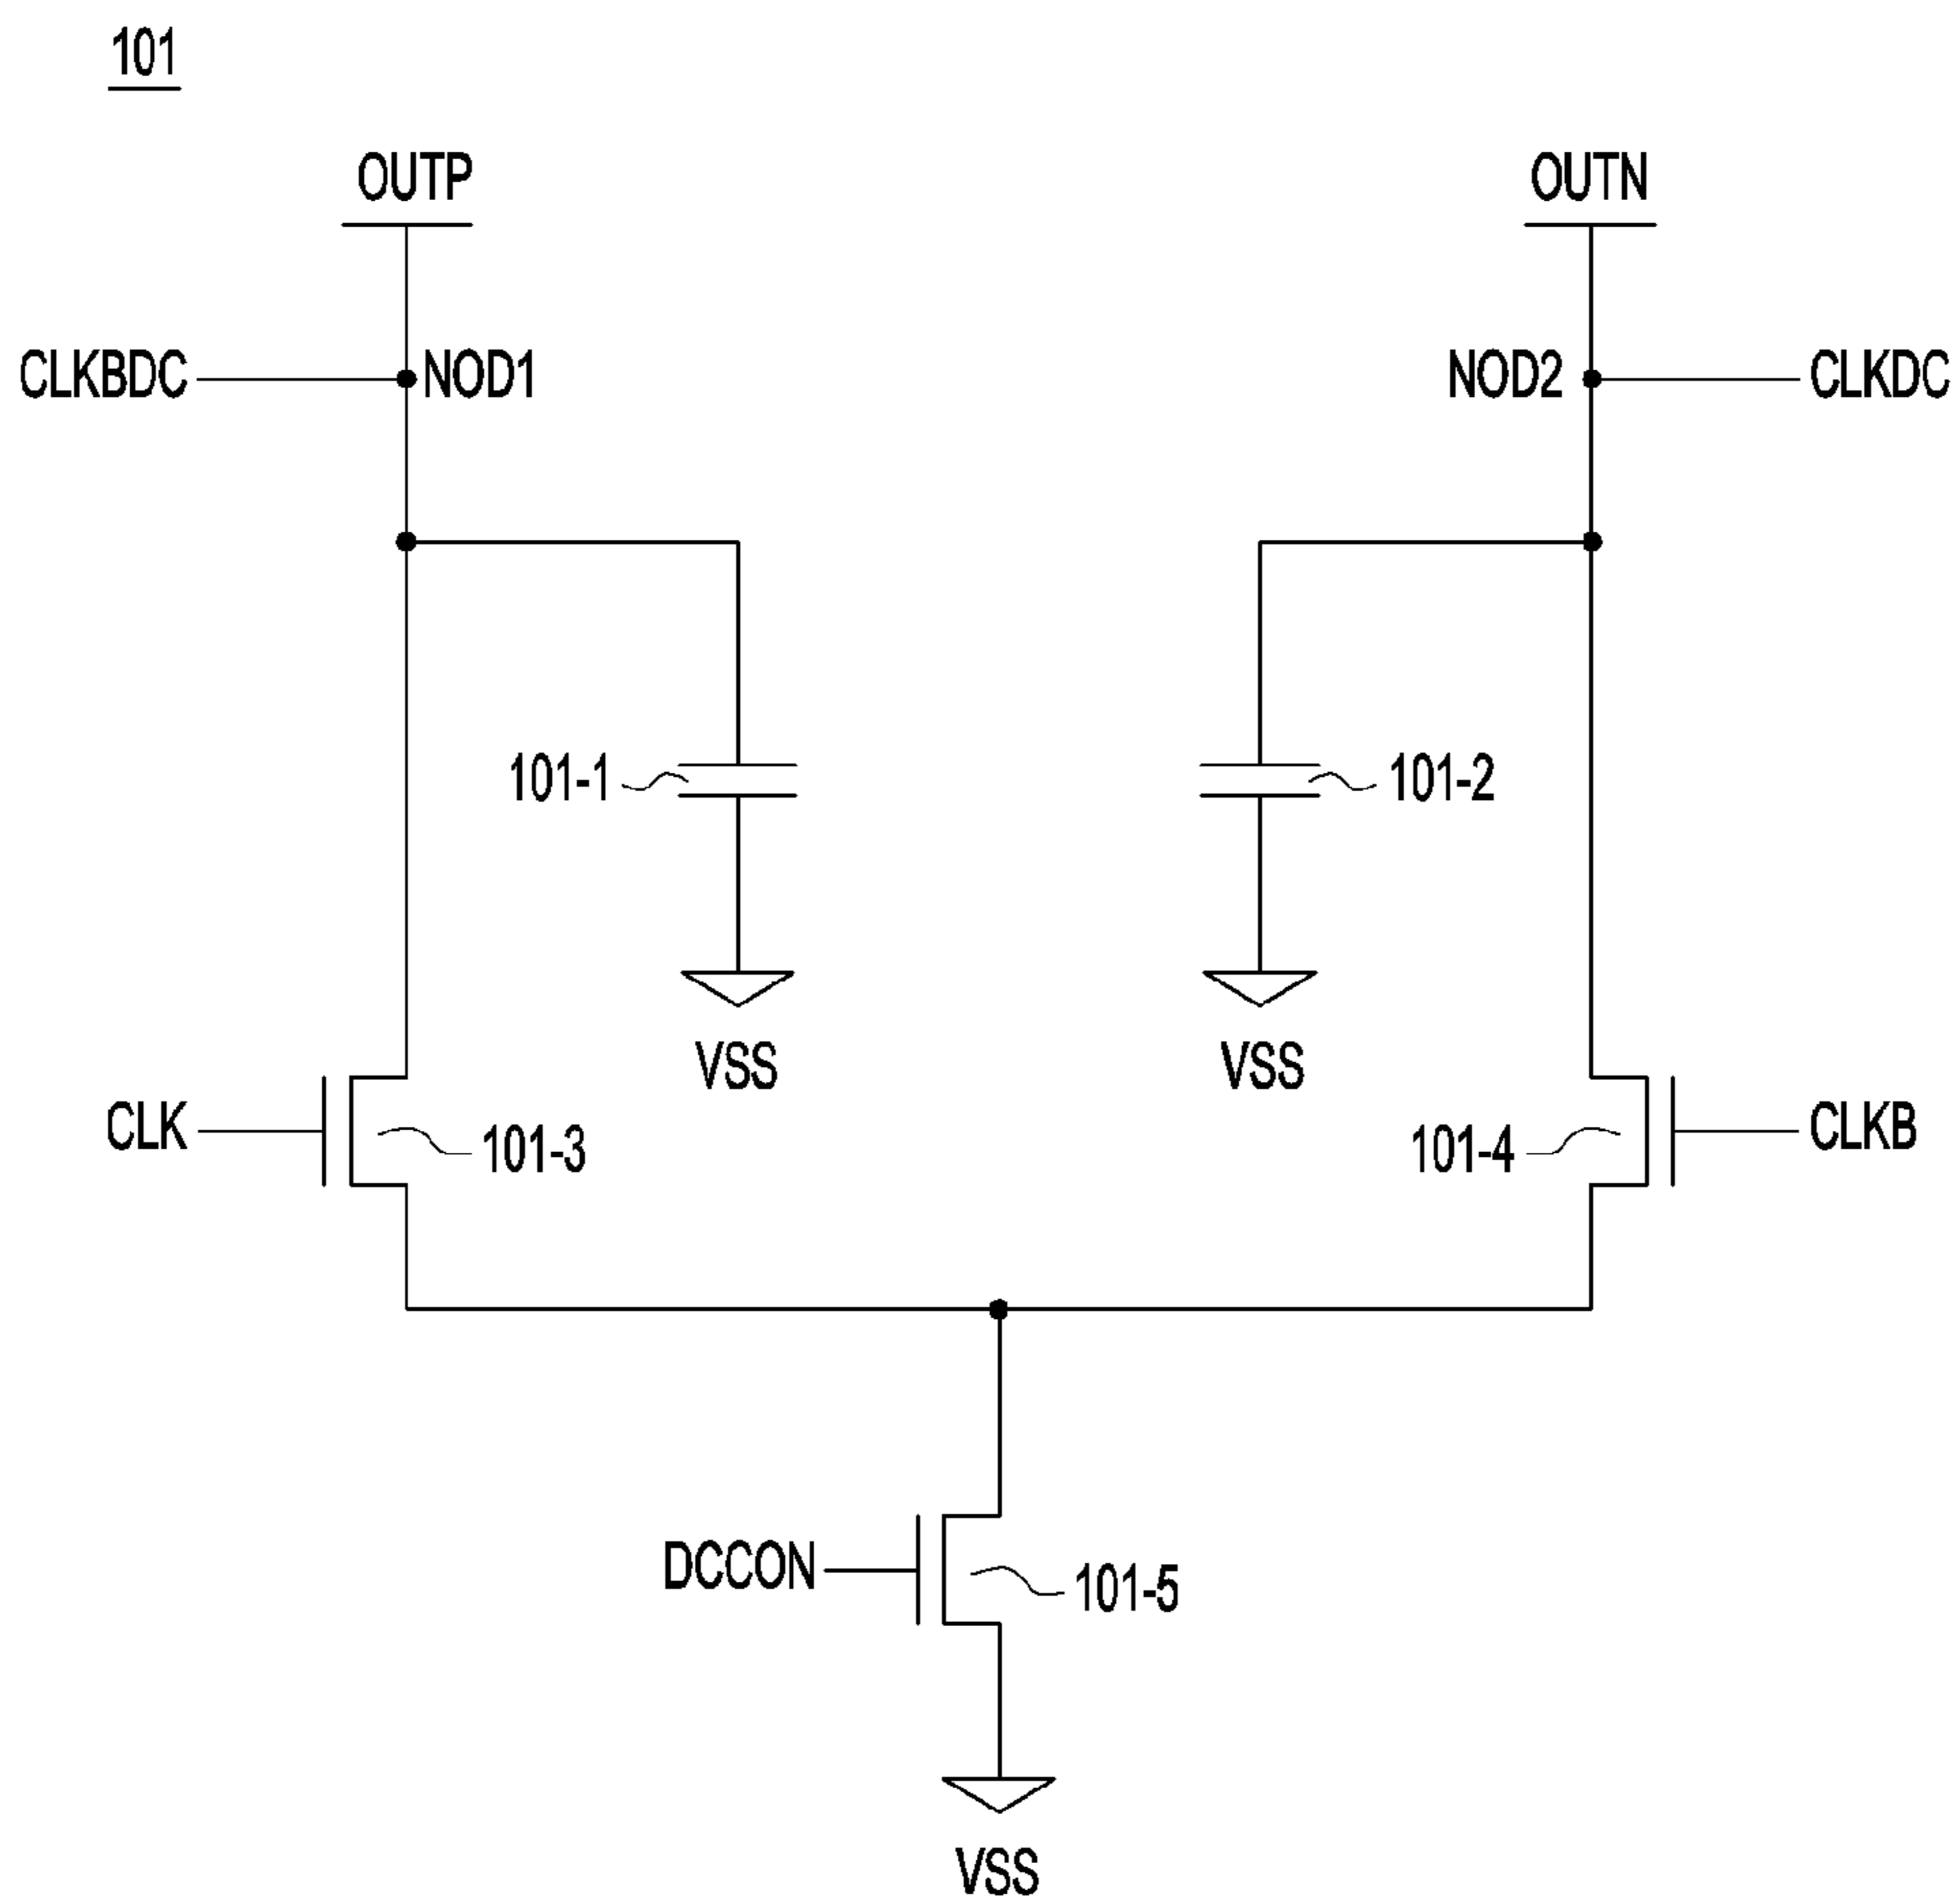 101
OUTP
OUTN
CLKBDC
NOD1
NOD2
CLKDC
101-1
101-2
VSS
VSS
CLK
101-3
101-4
CLKB
DCCON
101-5
VSS